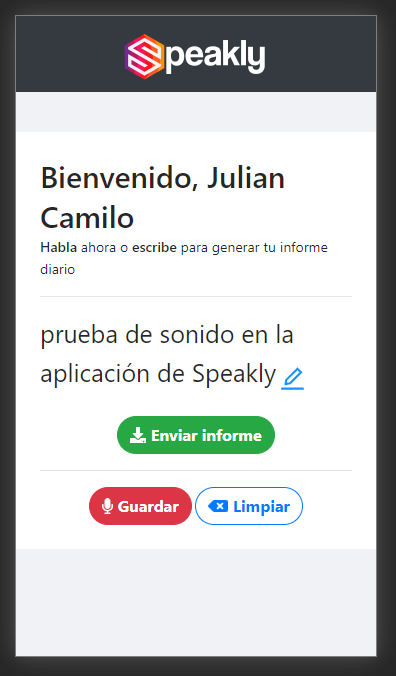 Speakly
Bienvenido, Julian
Camilo
Habla ahora o escribe para generar tu informe
diario
prueba de sonido en la
aplicación de Speakly
Enviar informe
Guardar Limpiar